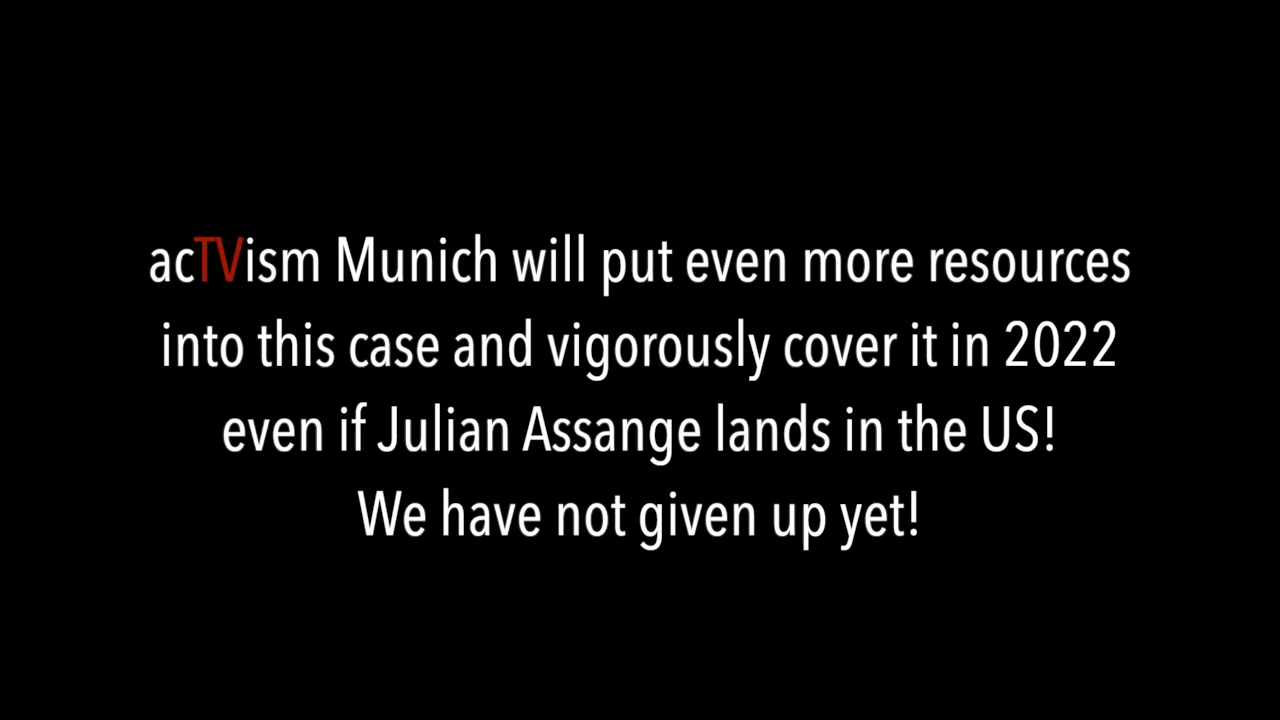 acTVism Munich will put even more resources
into this case and vigorously cover it in 2022
even if Julian Assange lands in the US!
We have not given up yet!